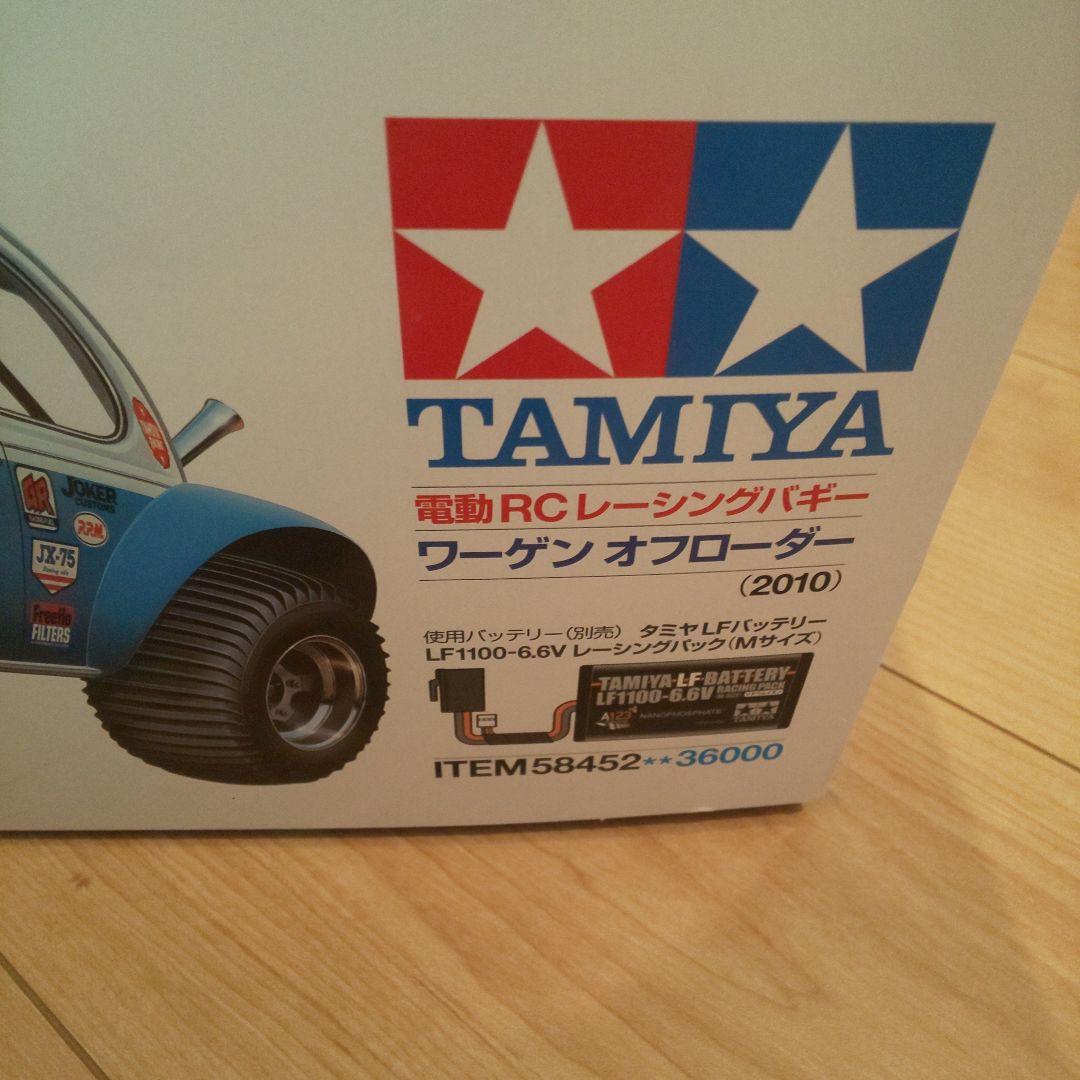 TAMIYA
電動RCレーシングバギー
ワーゲン オフローダー
(2010)
使用バッテリー(別売) タミヤLFバッテリー
LF1100-6.6V レーシングパック(Mサイズ)
TAMIYA LF BATTERY
LF1100-6.6V RACING PACK
A123
NANOPHOSPHATE
TAMIYA
ITEM58452**36000
JOKER
CUSTOMS
P.P.M.
JX-75
FILTERS